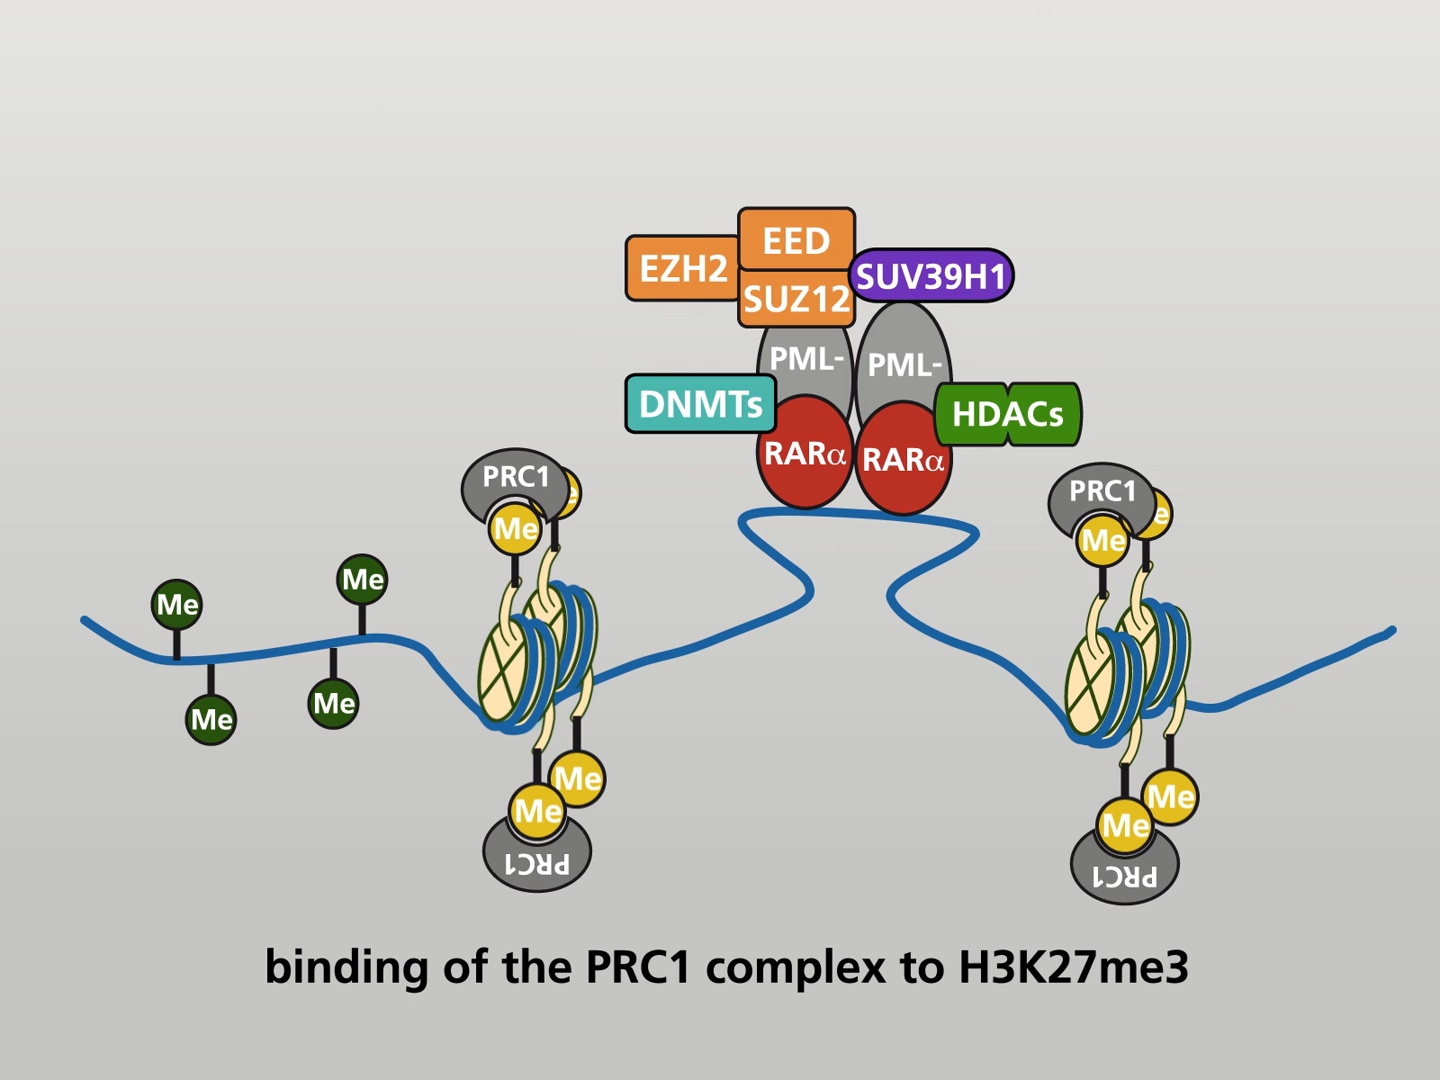 EED
EZH2
SUV39H1
SUZ12
PML-
PML-
DNMTs
HDACs
RARα
RARα
PRC1
Me
e
PRC1
Me
e
Me
Me
Me
Me
Me
Me
PRC1
Me
Me
PRC1
binding of the PRC1 complex to H3K27me3